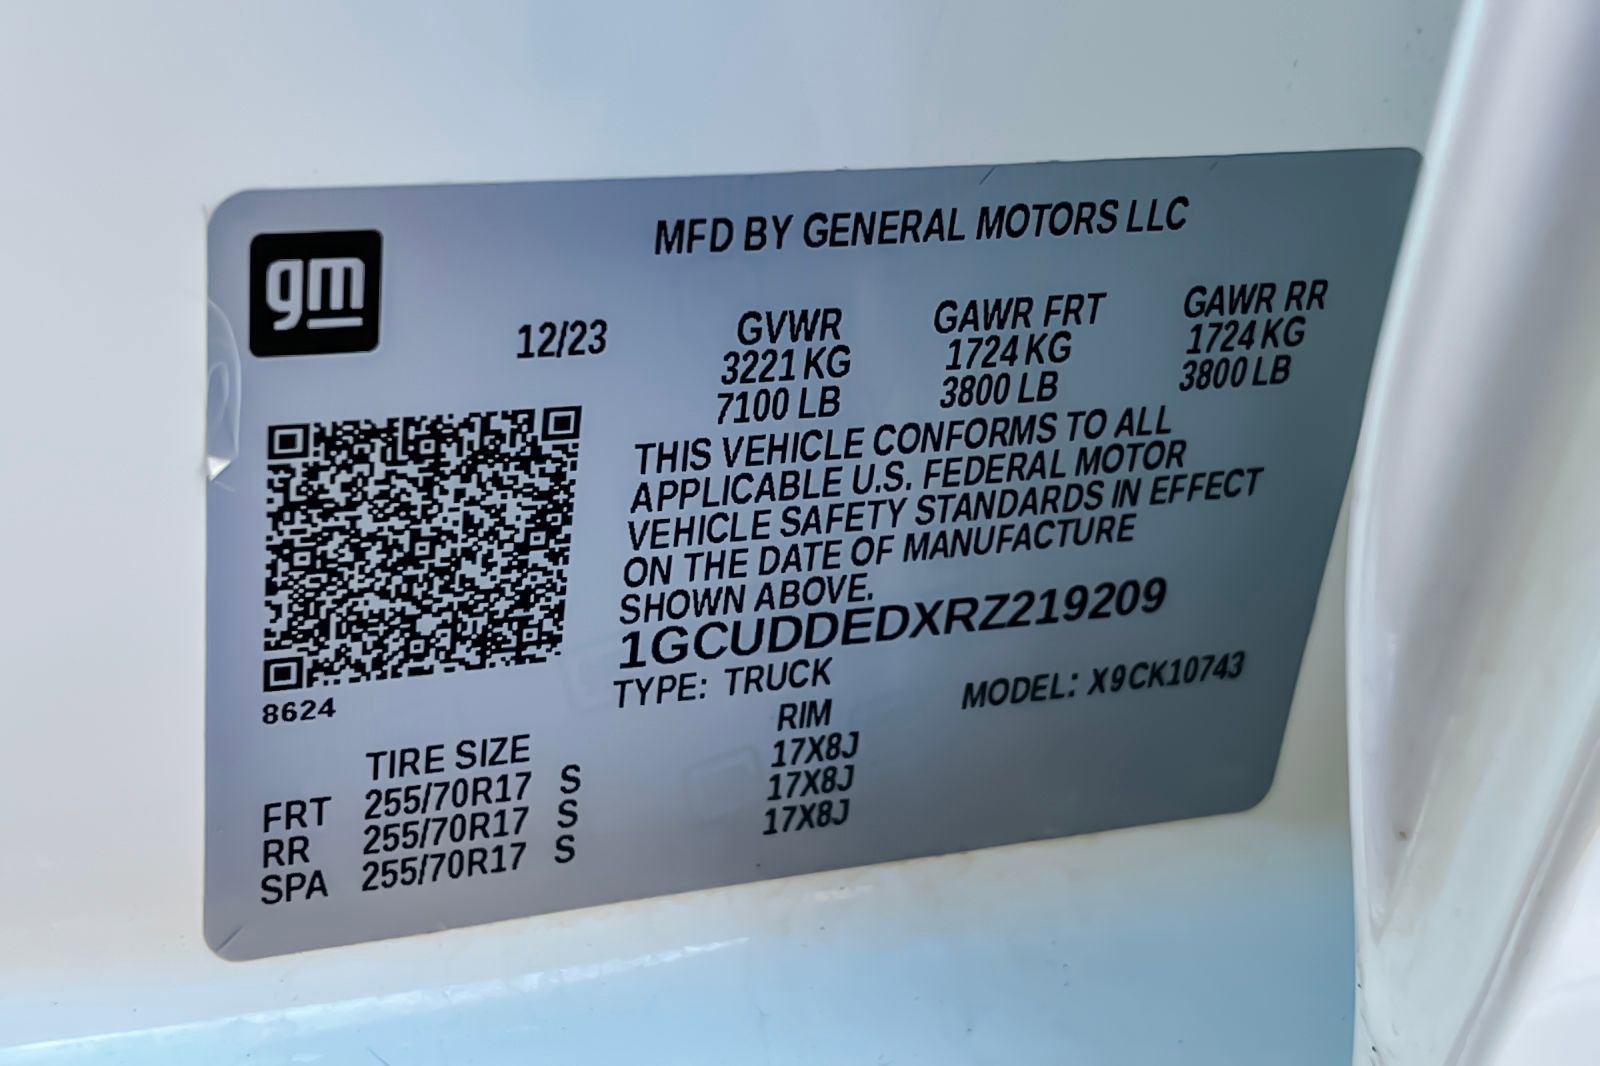 gm
MFD BY GENERAL MOTORS LLC
12/23 GVWR GAWR FRT GAWR RR
3221 KG 1724 KG 1724 KG
7100 LB 3800 LB 3800 LB
THIS VEHICLE CONFORMS TO ALL
APPLICABLE U.S. FEDERAL MOTOR
VEHICLE SAFETY STANDARDS IN EFFECT
ON THE DATE OF MANUFACTURE
SHOWN ABOVE.
1GCUDDEDXRZ219209
TYPE: TRUCK MODEL: X9CK10743
8624
TIRE SIZE RIM
FRT 255/70R17 S 17X8J
RR 255/70R17 S 17X8J
SPA 255/70R17 S 17X8J